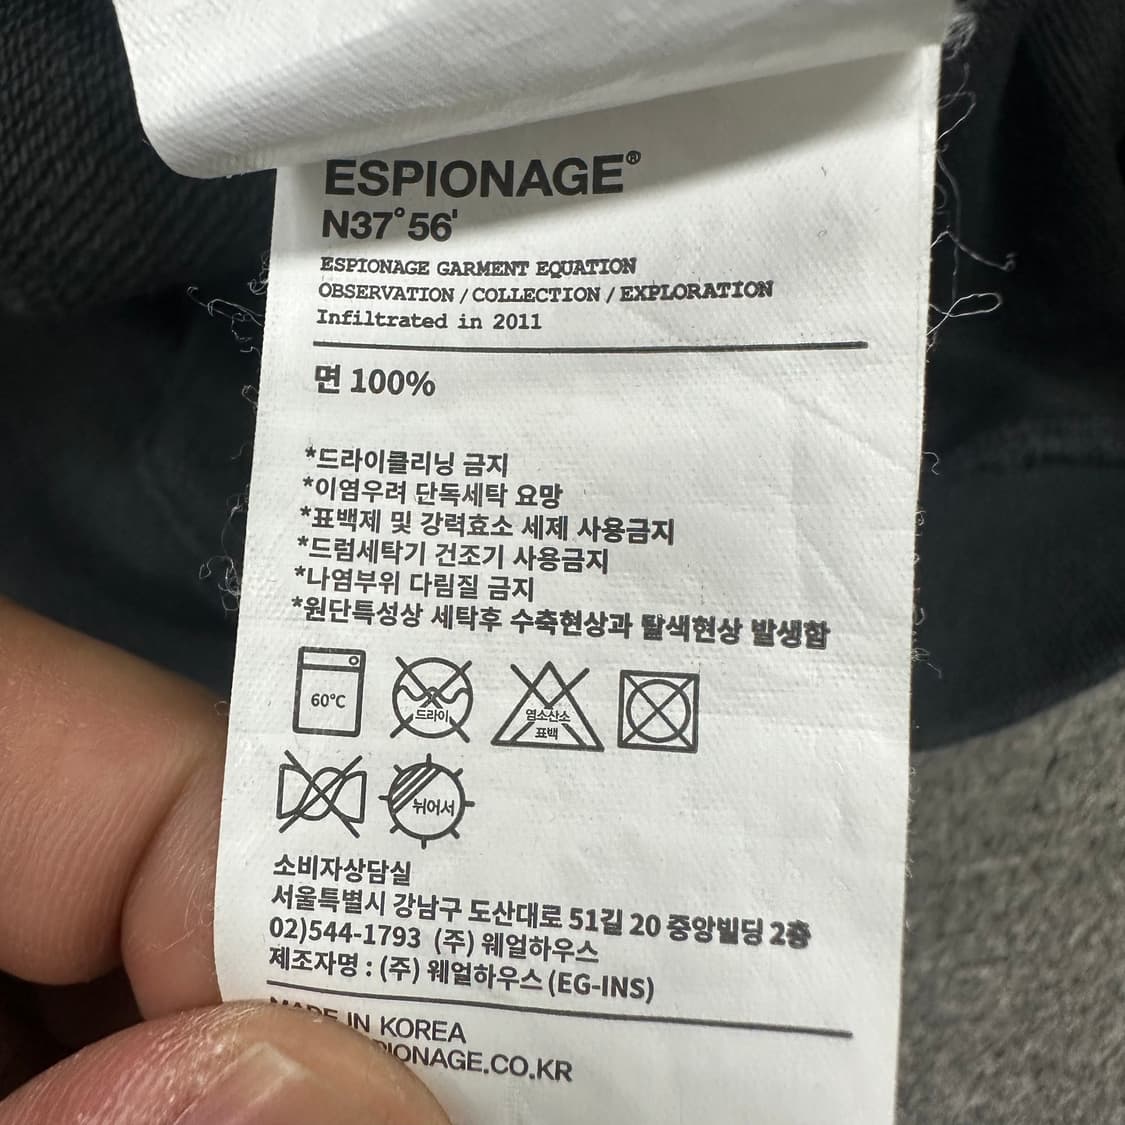 ESPIONAGE®
N37°56'
ESPIONAGE GARMENT EQUATION
OBSERVATION / COLLECTION / EXPLORATION
Infiltrated in 2011
면 100%
*드라이클리닝 금지
*이염우려 단독세탁 요망
*표백제 및 강력효소 세제 사용금지
*드럼세탁기 건조기 사용금지
*나염부위 다림질 금지
*원단특성상 세탁후 수축현상과 탈색현상 발생함
60℃ 드라이 염소산소
표백
뉘어서
소비자상담실
서울특별시 강남구 도산대로 51길 20 중앙빌딩 2층
02)544-1793 (주) 웨얼하우스
제조자명 : (주) 웨얼하우스 (EG-INS)
MADE IN KOREA
PIONAGE.CO.KR